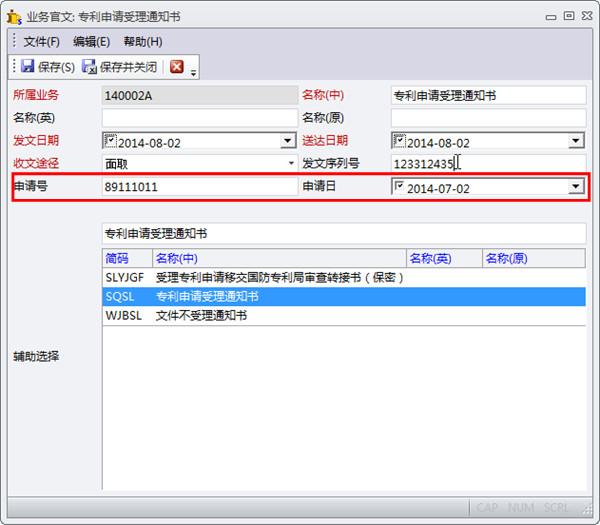 业务官文: 专利申请受理通知书
文件(F) 编辑(E) 帮助(H)
保存(S) 保存并关闭
所属业务 140002A 名称(中) 专利申请受理通知书
名称(英) 名称(原)
发文日期 2014-08-02 送达日期 2014-08-02
收文途径 面取 发文序列号 123312435
申请号 89111011 申请日 2014-07-02
专利申请受理通知书
简码 名称(中) 名称(英) 名称(原)
SLYJGF 受理专利申请移交国防专利局审查转接书（保密）
SQSL 专利申请受理通知书
WJBSL 文件不受理通知书
辅助选择
CAP NUM SCRL